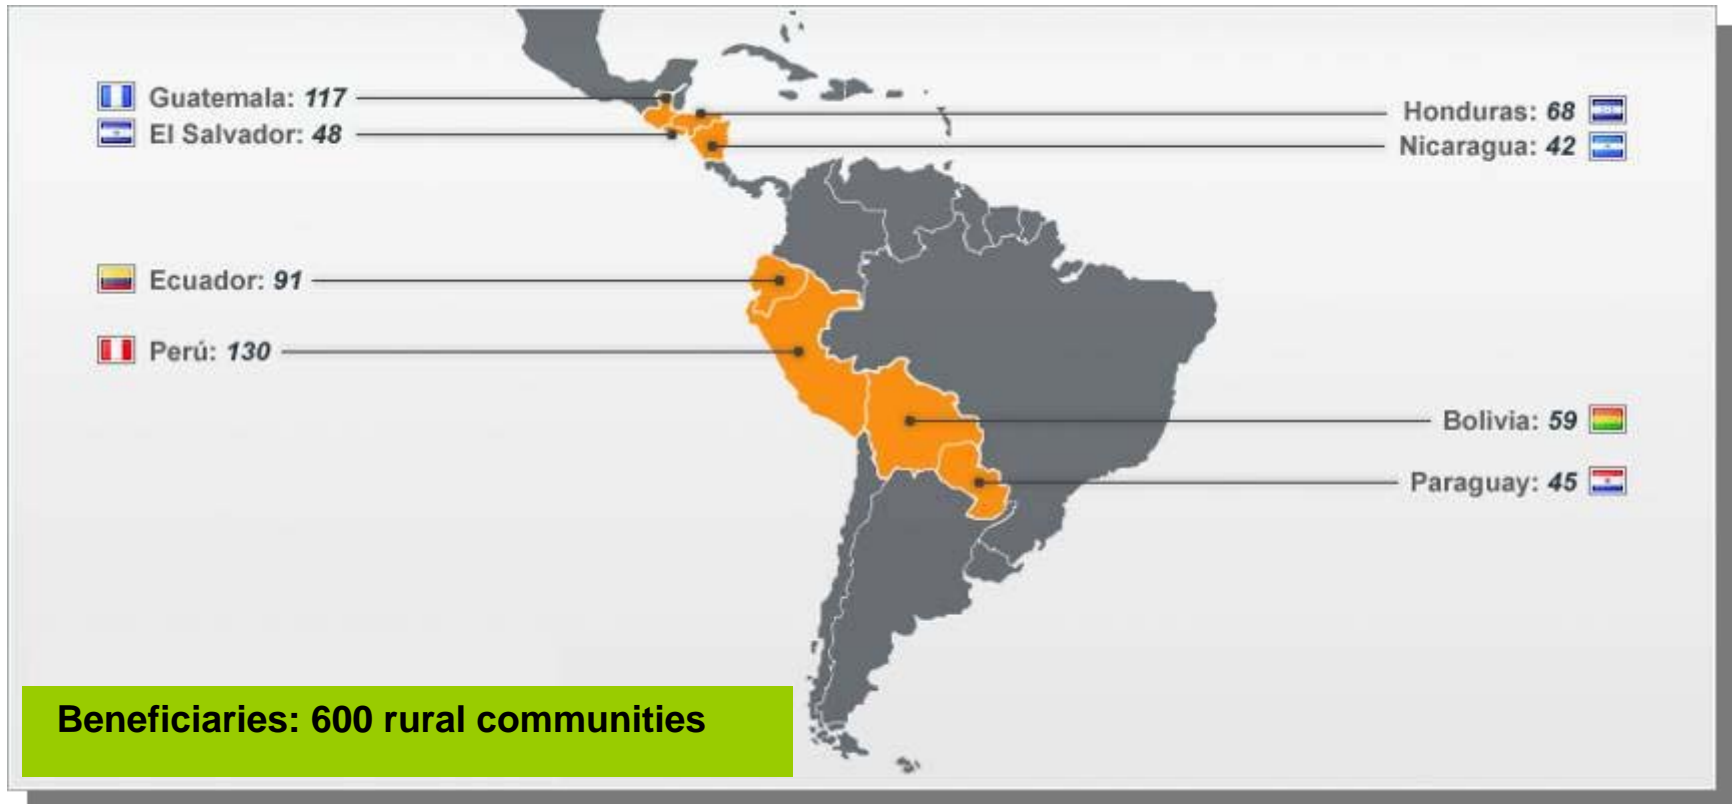 Guatemala: 117
El Salvador: 48
Honduras: 68
Nicaragua: 42
Ecuador: 91
Perú: 130
Bolivia: 59
Paraguay: 45
Beneficiaries: 600 rural communities